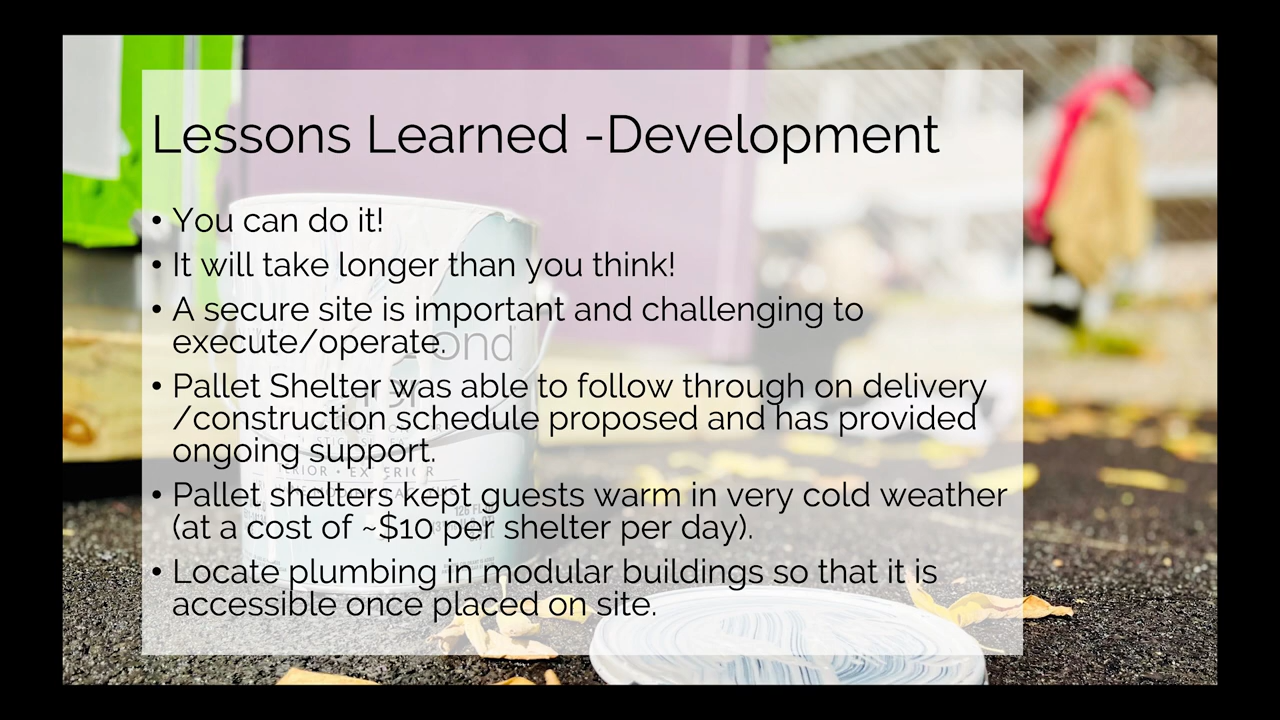 Lessons Learned -Development
• You can do it!
• It will take longer than you think!
• A secure site is important and challenging to
execute/operate.
• Pallet Shelter was able to follow through on delivery
/construction schedule proposed and has provided
ongoing support.
• Pallet shelters kept guests warm in very cold weather
(at a cost of ~$10 per shelter per day).
• Locate plumbing in modular buildings so that it is
accessible once placed on site.